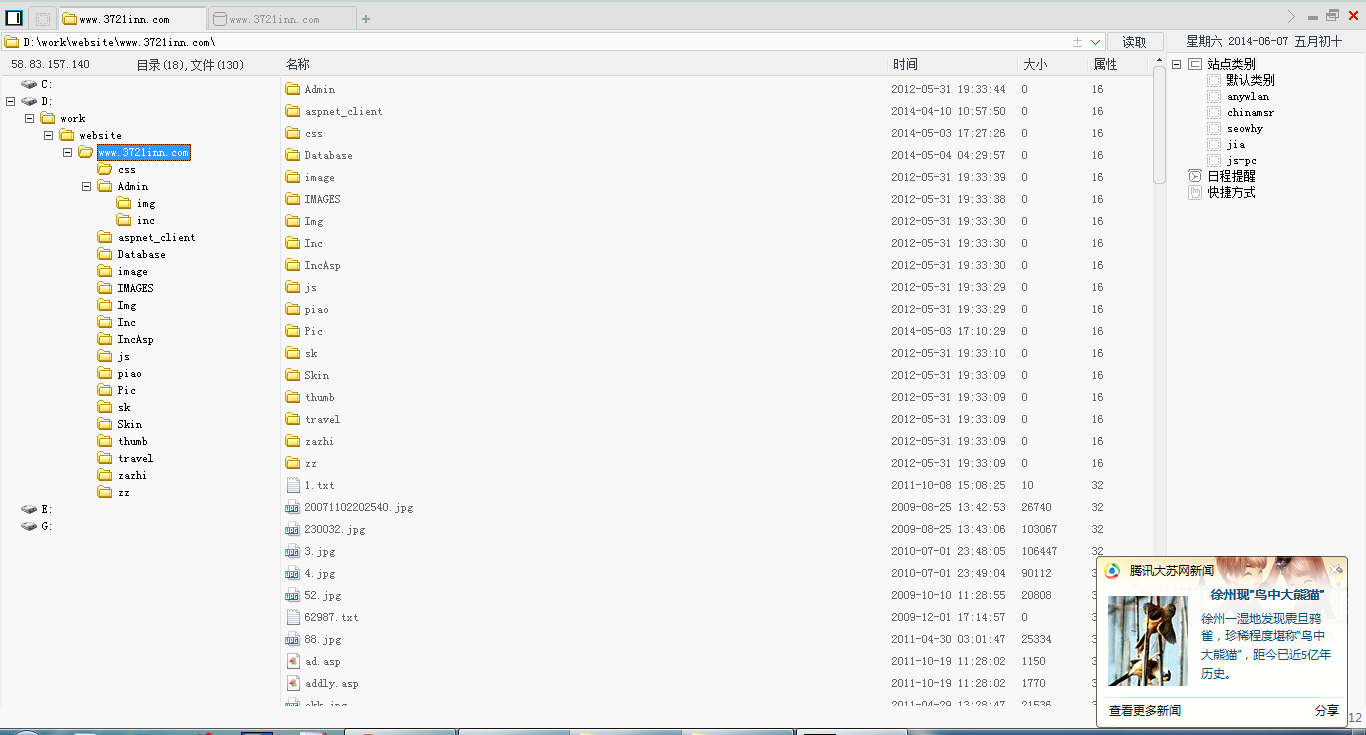 www.3721inn.com
www.3721inn.com
+
D:\work\website\www.3721inn.com\
读取
星期六 2014-06-07 五月初十
58.83.157.140
目录(18),文件(130)
名称 时间 大小 属性
C:
D:
work
website
www.3721inn.com
css
Admin
img
inc
aspnet_client
Database
image
IMAGES
Img
Inc
IncAsp
js
piao
Pic
sk
Skin
thumb
travel
zazhi
zz
E:
G:
Admin 2012-05-31 19:33:44 0 16
aspnet_client 2014-04-10 10:57:50 0 16
css 2014-05-03 17:27:26 0 16
Database 2014-05-04 04:29:57 0 16
image 2012-05-31 19:33:39 0 16
IMAGES 2012-05-31 19:33:38 0 16
Img 2012-05-31 19:33:30 0 16
Inc 2012-05-31 19:33:30 0 16
IncAsp 2012-05-31 19:33:30 0 16
js 2012-05-31 19:33:29 0 16
piao 2012-05-31 19:33:29 0 16
Pic 2014-05-03 17:10:29 0 16
sk 2012-05-31 19:33:10 0 16
Skin 2012-05-31 19:33:09 0 16
thumb 2012-05-31 19:33:09 0 16
travel 2012-05-31 19:33:09 0 16
zazhi 2012-05-31 19:33:09 0 16
zz 2012-05-31 19:33:09 0 16
1.txt 2011-10-08 15:08:25 10 32
20071102202540.jpg 2009-08-25 13:42:53 26740 32
230032.jpg 2009-08-25 13:43:06 103067 32
3.jpg 2010-07-01 23:48:05 106447 32
4.jpg 2010-07-01 23:49:04 90112
52.jpg 2009-10-10 11:28:55 20808
62987.txt 2009-12-01 17:14:57 0
88.jpg 2011-04-30 03:01:47 25334
ad.asp 2011-10-19 11:28:02 1150
addly.asp 2011-10-19 11:28:02 1770
2011-04-29 13:28:02 21536
站点类别
默认类别
anywlan
chinamsr
seowhy
jia
js-pc
日程提醒
快捷方式
腾讯大苏网新闻
徐州现"鸟中大熊猫"
徐州一湿地发现震旦鸦
雀，珍稀程度堪称"鸟中
大熊猫"，距今已近5亿年
历史。
查看更多新闻 分享
12